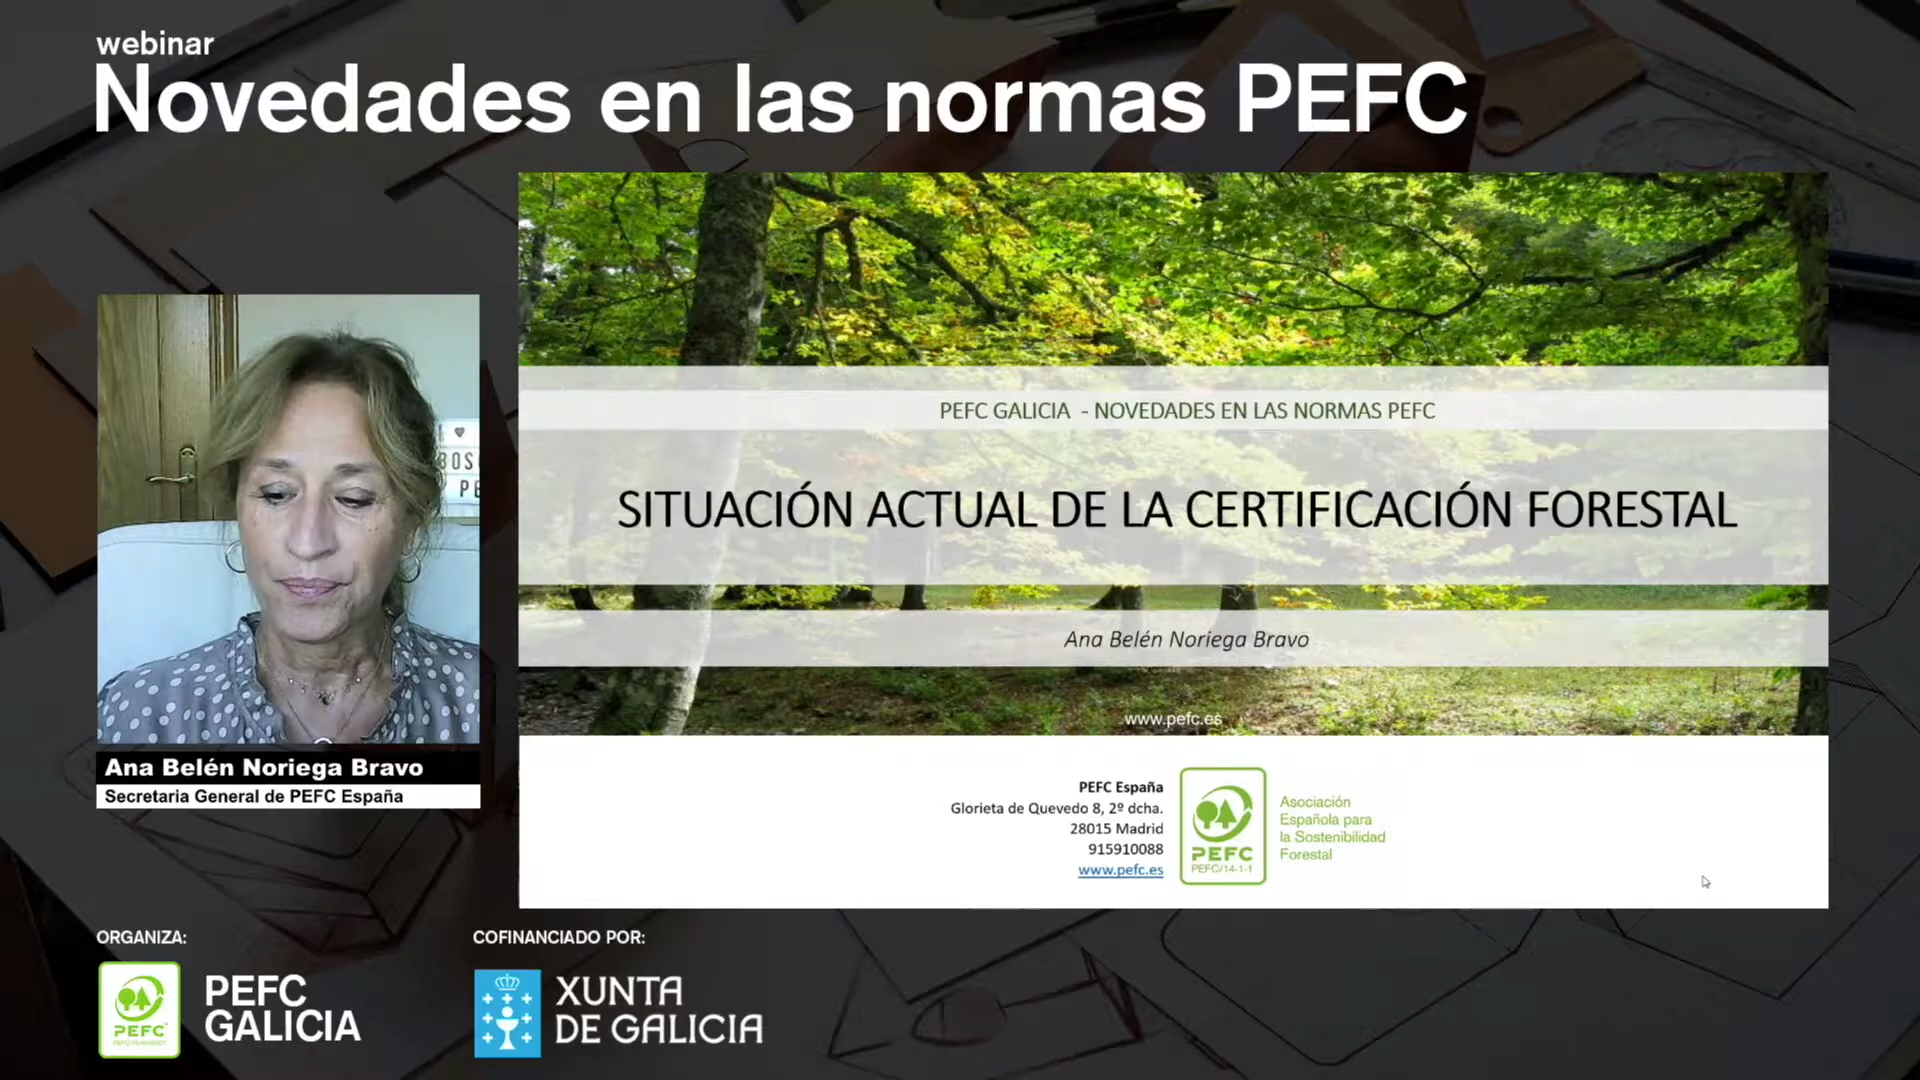 webinar
Novedades en las normas PEFC
PEFC GALICIA - NOVEDADES EN LAS NORMAS PEFC
SITUACIÓN ACTUAL DE LA CERTIFICACIÓN FORESTAL
Ana Belén Noriega Bravo
www.pefc.es
BOS
PE
Ana Belén Noriega Bravo
Secretaria General de PEFC España
PEFC España
Glorieta de Quevedo 8, 2º dcha.
28015 Madrid
915910088
www.pefc.es
PEFC
PEFC/14-1-1
Asociación
Española para
la Sostenibilidad
Forestal
ORGANIZA:
PEFC
PEFC
GALICIA
COFINANCIADO POR:
XUNTA
DE GALICIA